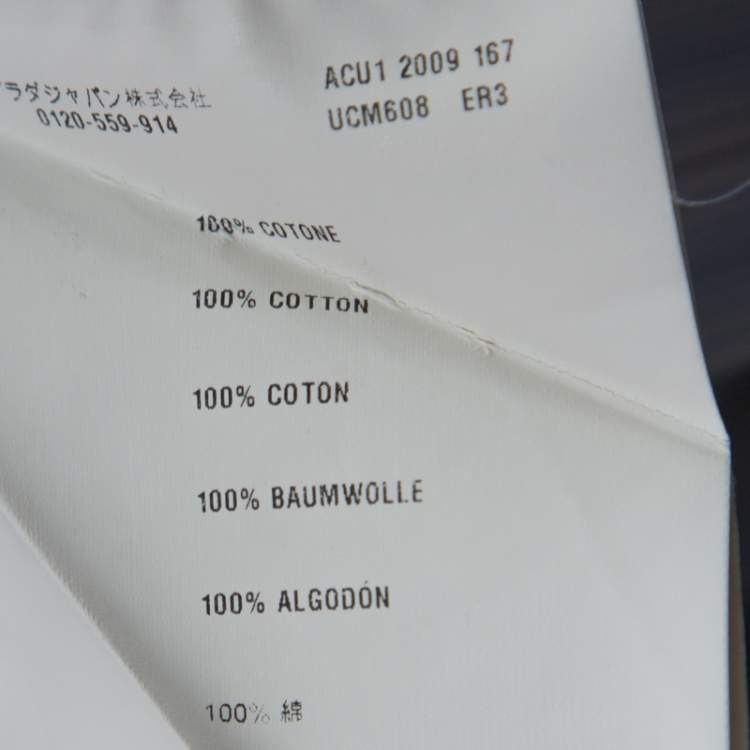 ラダジャパン株式会社
0120-559-914
ACU1 2009 167
UCM608 ER3
100% COTONE
100% COTTON
100% COTON
100% BAUMWOLLE
100% ALGODÓN
100% 綿